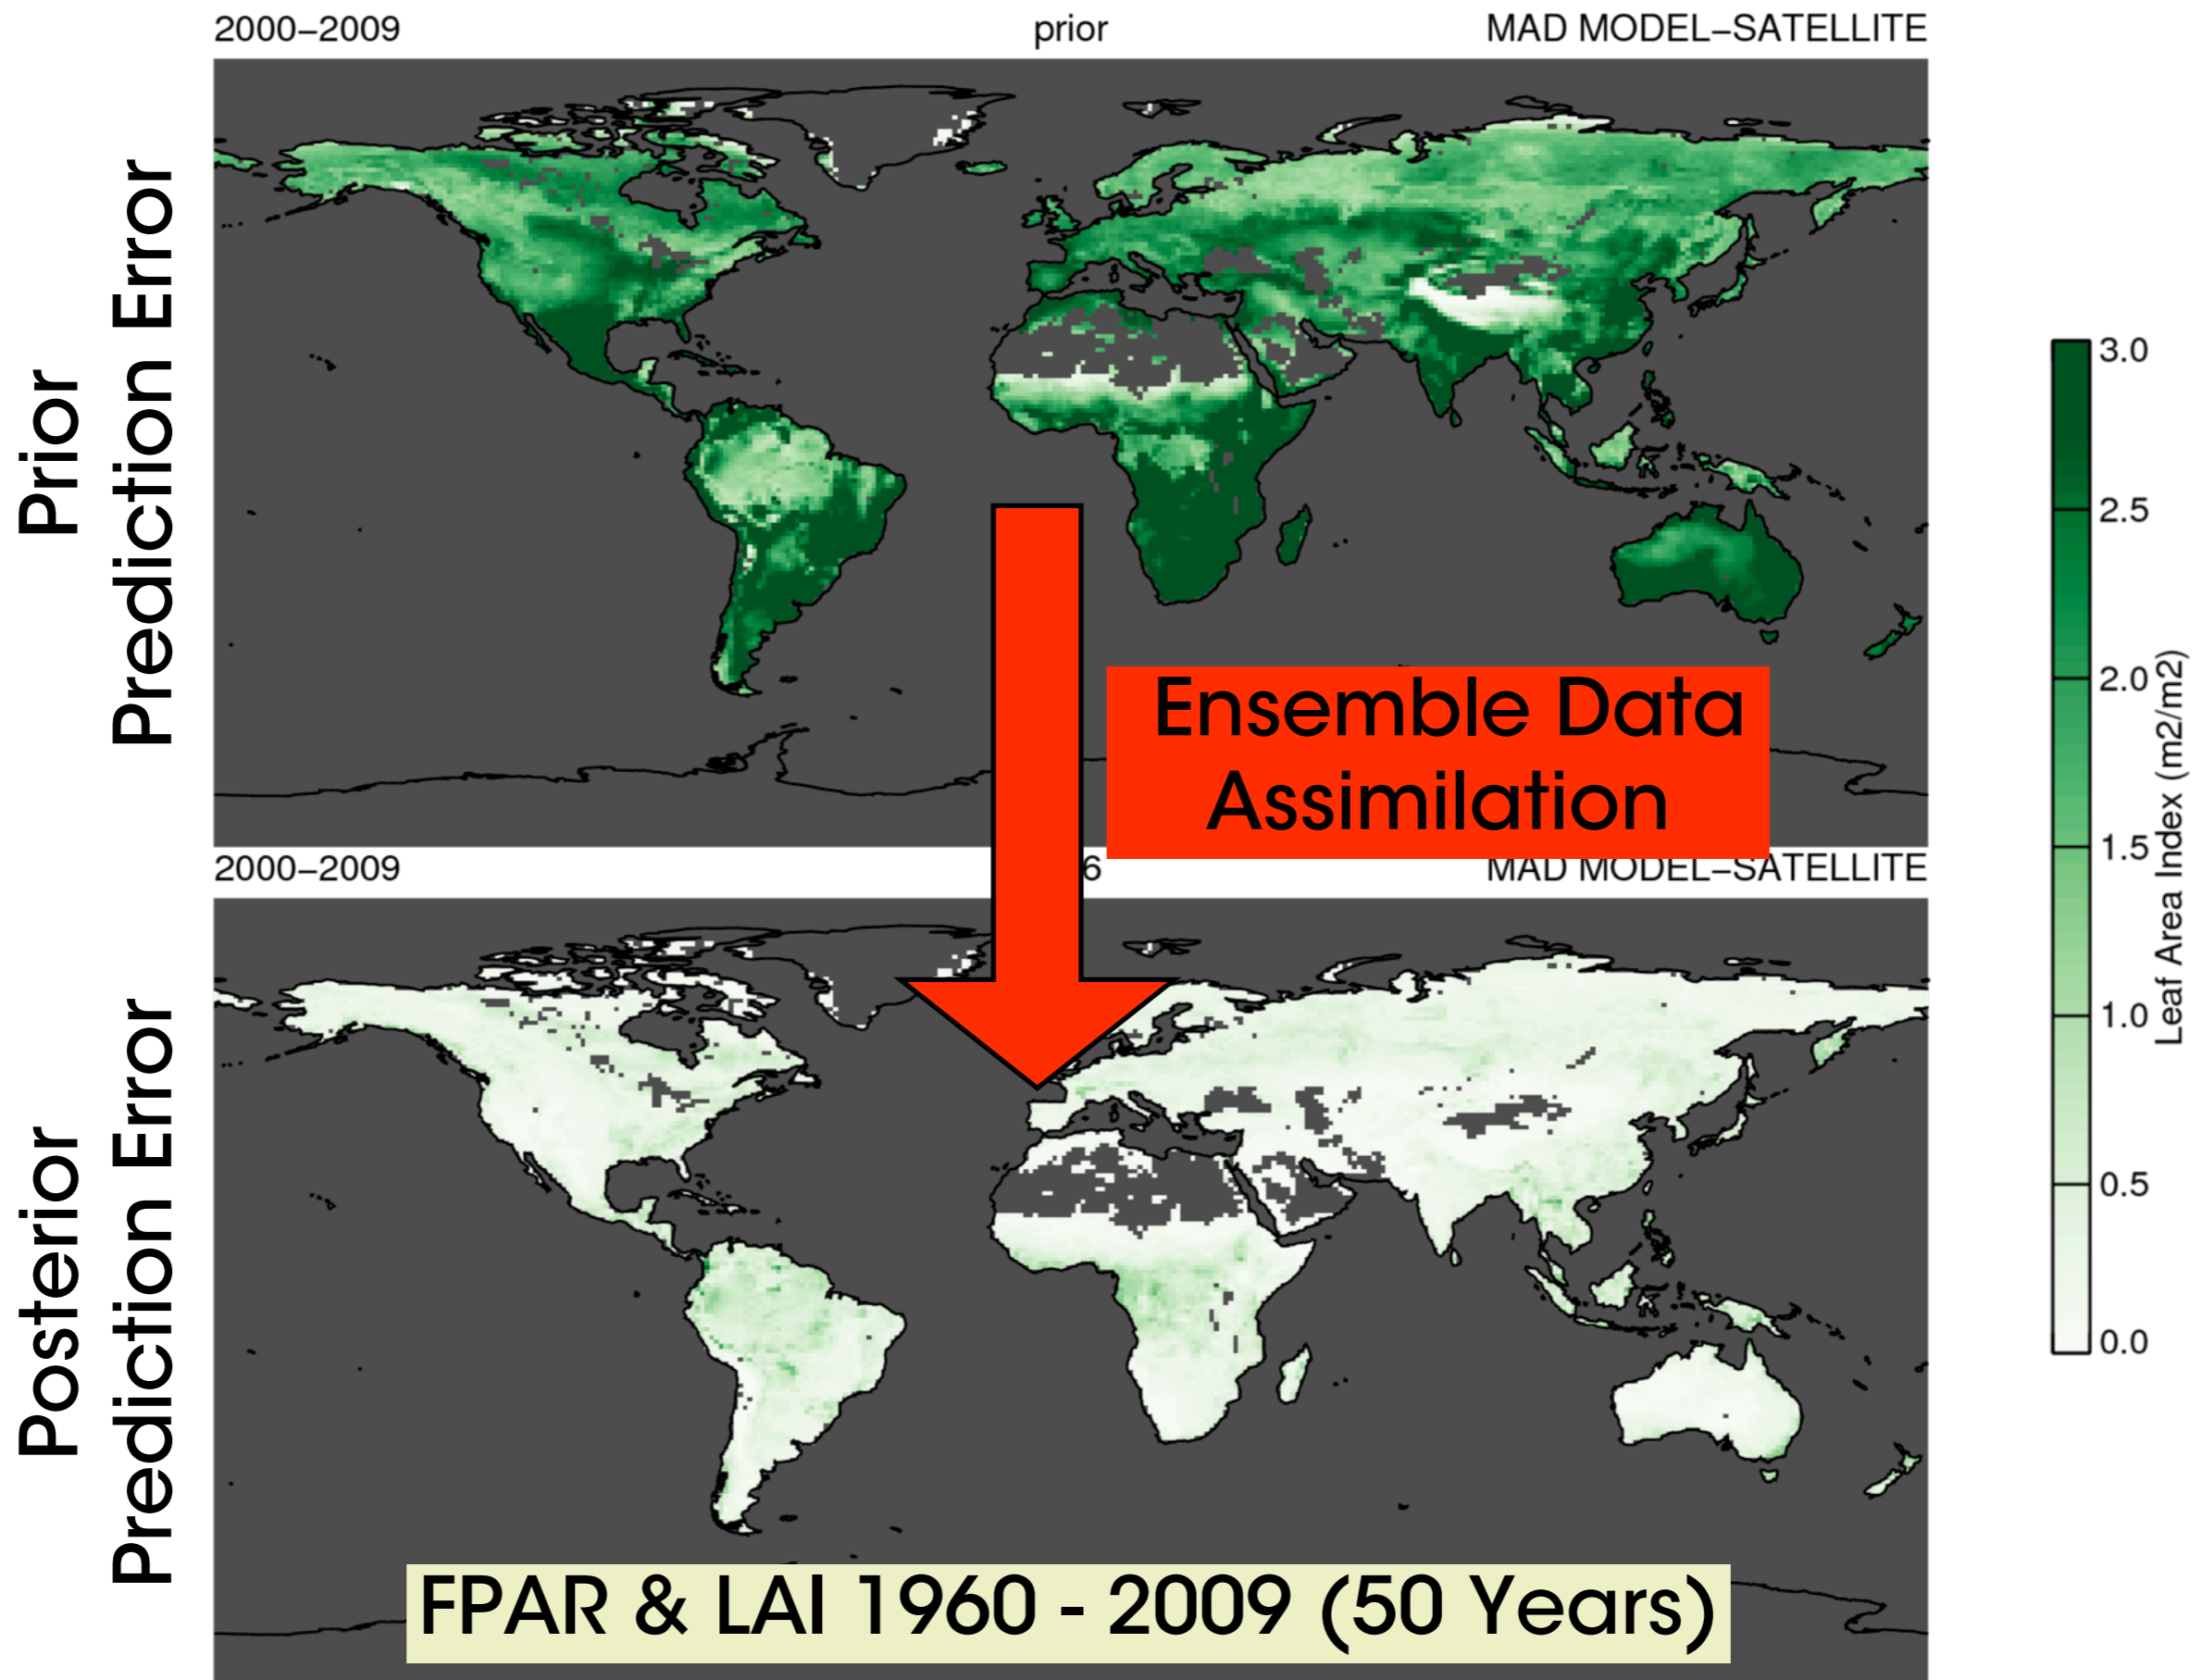 2000–2009 prior MAD MODEL–SATELLITE
Prior
Prediction Error
Ensemble Data
Assimilation
2000–2009 6 MAD MODEL–SATELLITE
Posterior
Prediction Error
FPAR & LAI 1960 - 2009 (50 Years)
3.0
2.5
2.0
1.5
1.0
0.5
0.0
Leaf Area Index (m2/m2)